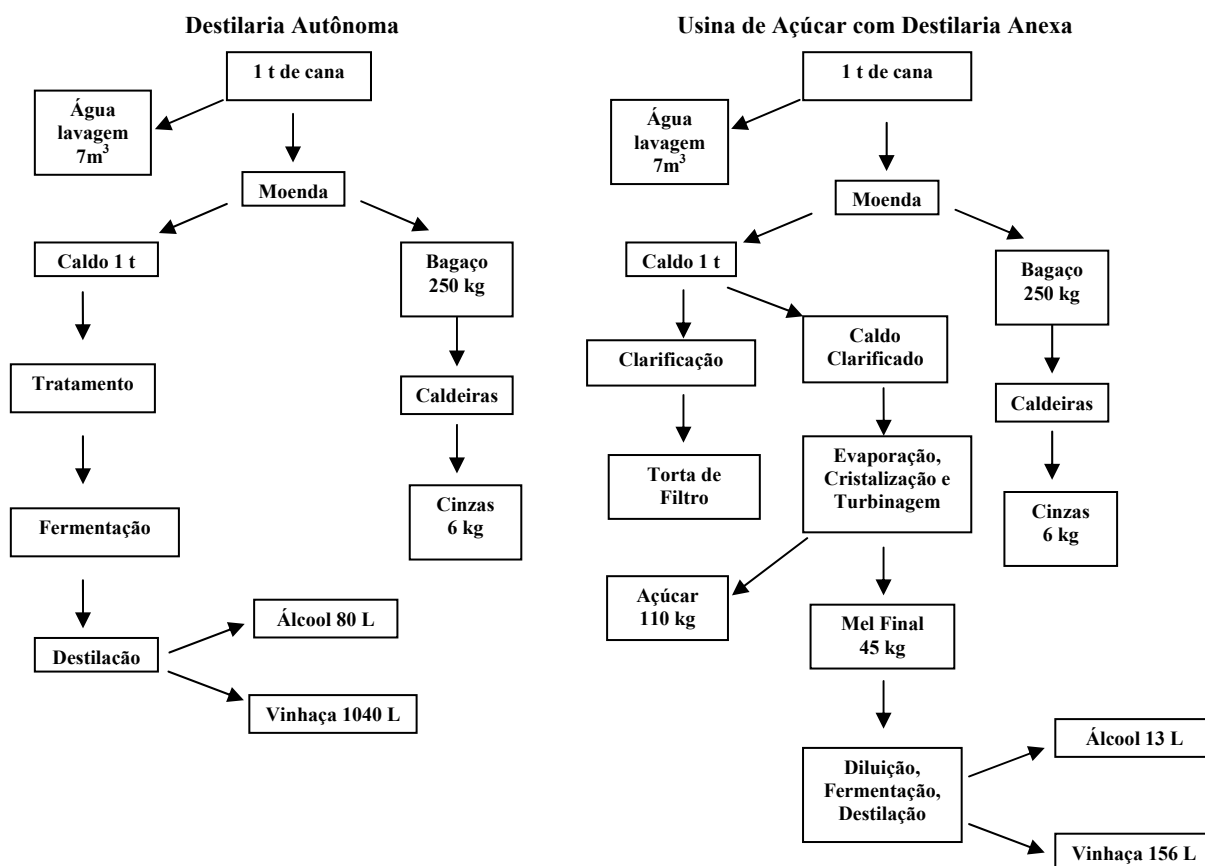 Destilaria Autônoma
1 t de cana
Água
lavagem
7m³
Moenda
Caldo 1 t
Bagaço
250 kg
Tratamento
Caldeiras
Fermentação
Cinzas
6 kg
Destilacão
Álcool 80 L
Vinhaça 1040 L
Usina de Açúcar com Destilaria Anexa
1 t de cana
Água
lavagem
7m³
Moenda
Caldo 1 t
Bagaço
250 kg
Clarificação
Caldo
Clarificado
Caldeiras
Torta de
Filtro
Evaporação,
Cristalização e
Turbinagem
Cinzas
6 kg
Açúcar
110 kg
Mel Final
45 kg
Diluição,
Fermentação,
Destilação
Álcool 13 L
Vinhaça 156 L